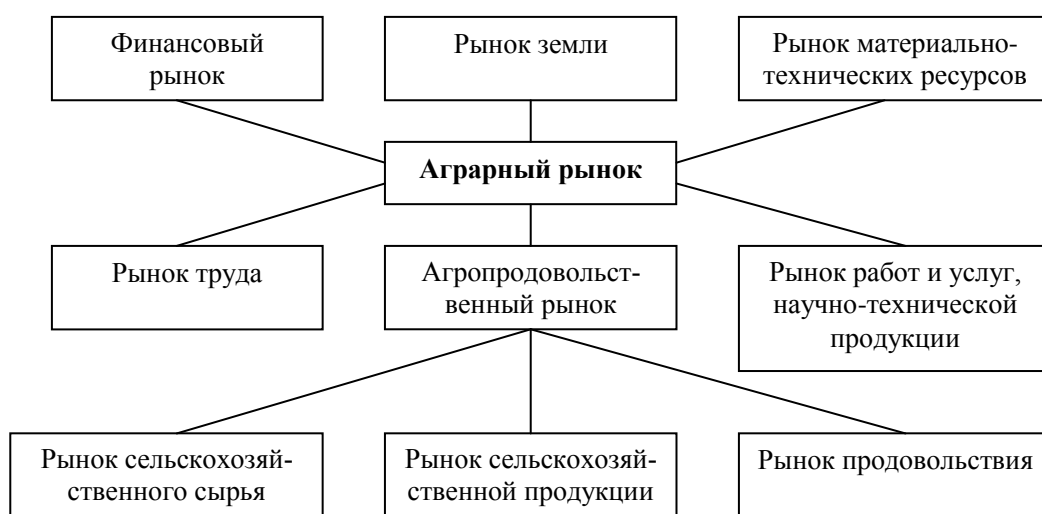 Финансовый
рынок
Рынок земли
Рынок материально-
технических ресурсов
Аграрный рынок
Рынок труда
Агропродовольст-
венный рынок
Рынок работ и услуг,
научно-технической
продукции
Рынок сельскохозяй-
ственного сырья
Рынок сельскохозяй-
ственной продукции
Рынок продовольствия